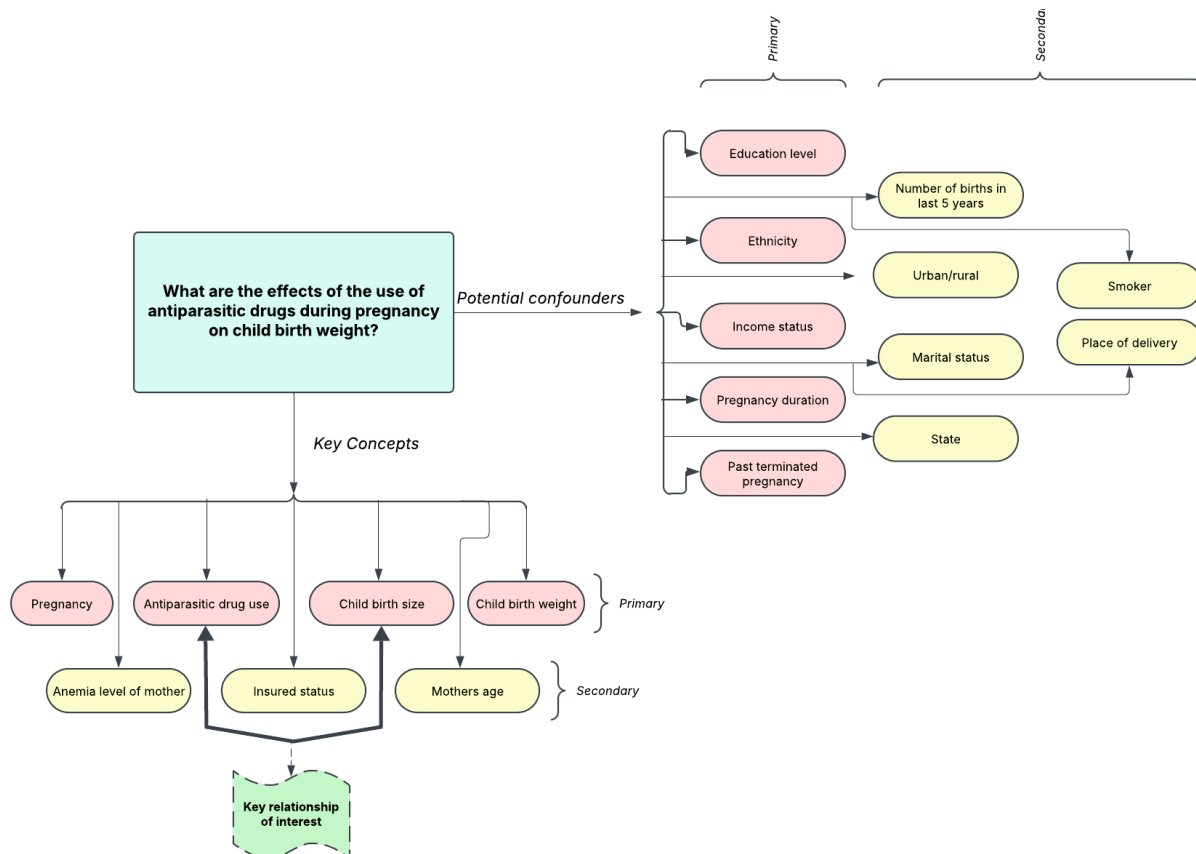 Primary
Seconda
Education level
Number of births in
last 5 years
Ethnicity
Urban/rural
Smoker
What are the effects of the use of
antiparasitic drugs during pregnancy
on child birth weight?
Potential confounders
Income status
Place of delivery
Marital status
Pregnancy duration
State
Key Concepts
Past terminated
pregnancy
Pregnancy
Antiparasitic drug use
Child birth size
Child birth weight
Primary
Anemia level of mother
Insured status
Mothers age
Secondary
Key relationship
of interest